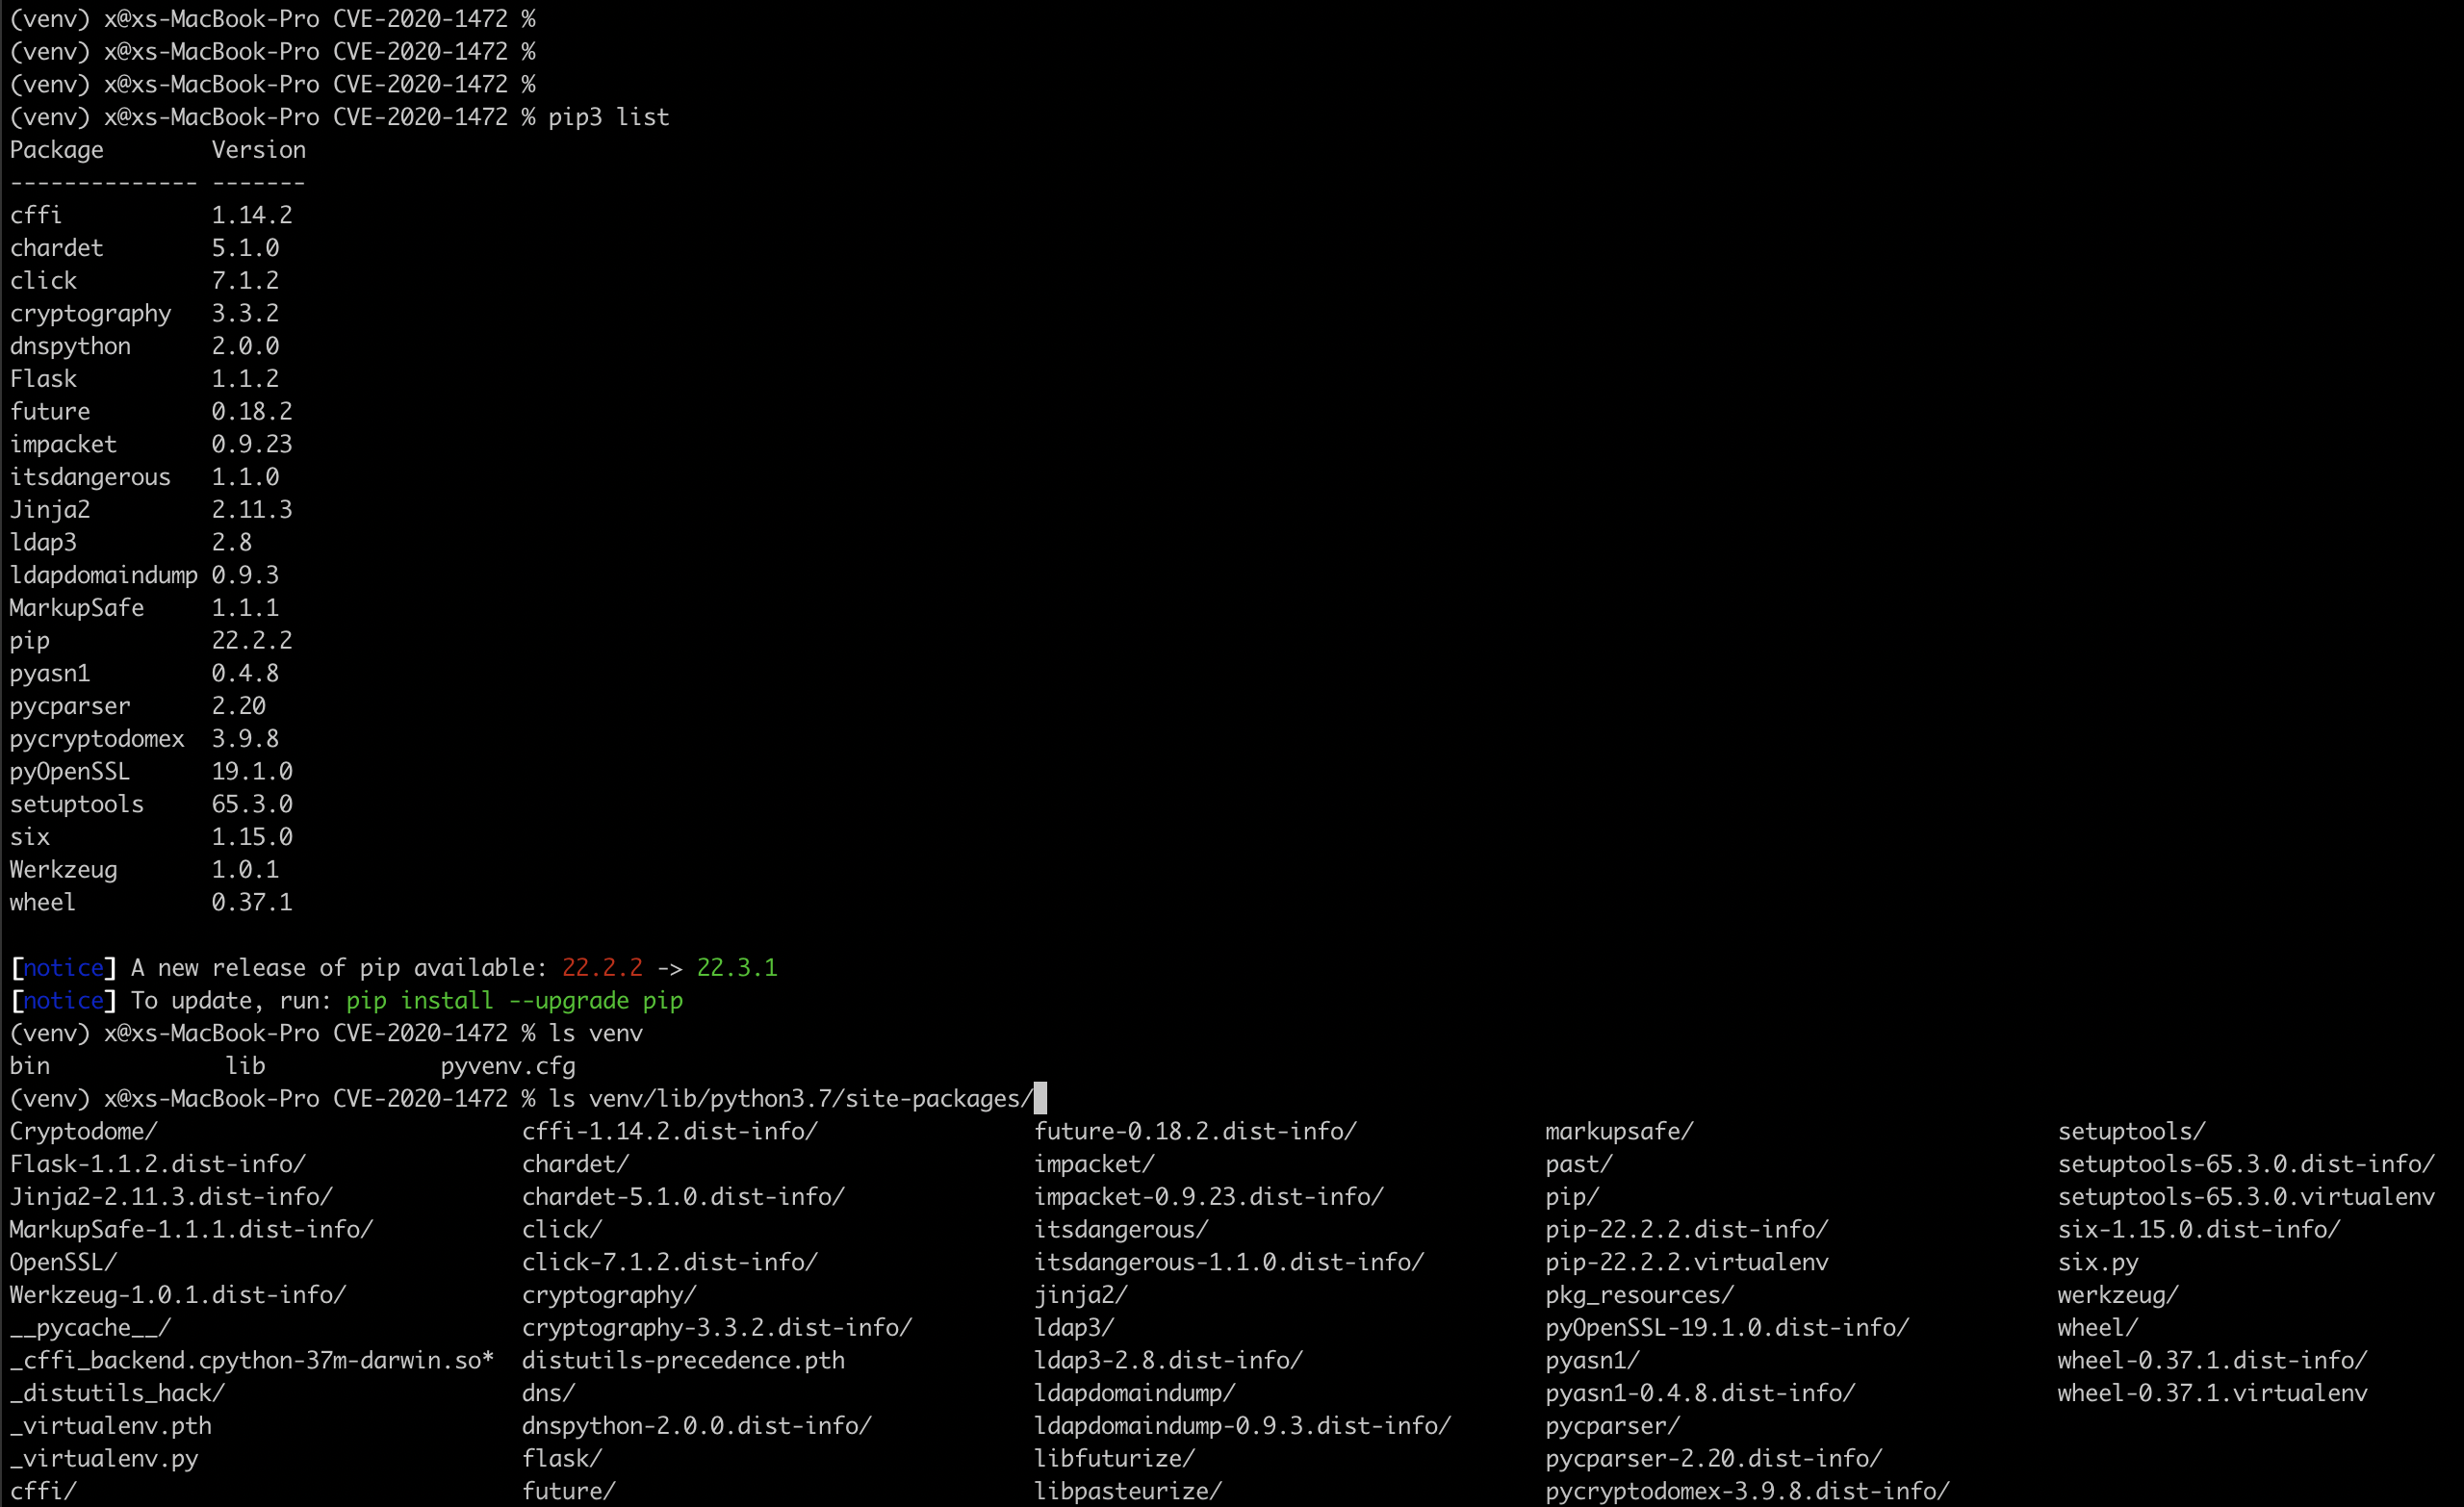 (venv) x@xs-MacBook-Pro CVE-2020-1472 %
(venv) x@xs-MacBook-Pro CVE-2020-1472 %
(venv) x@xs-MacBook-Pro CVE-2020-1472 %
(venv) x@xs-MacBook-Pro CVE-2020-1472 % pip3 list
Package        Version
-------------- -------
cffi           1.14.2
chardet        5.1.0
click          7.1.2
cryptography   3.3.2
dnspython      2.0.0
Flask          1.1.2
future         0.18.2
impacket       0.9.23
itsdangerous   1.1.0
Jinja2         2.11.3
ldap3          2.8
ldapdomaindump 0.9.3
MarkupSafe     1.1.1
pip            22.2.2
pyasn1         0.4.8
pycparser      2.20
pycryptodomex  3.9.8
pyOpenSSL      19.1.0
setuptools     65.3.0
six            1.15.0
Werkzeug       1.0.1
wheel          0.37.1
[notice] A new release of pip available: 22.2.2 -> 22.3.1
[notice] To update, run: pip install --upgrade pip
(venv) x@xs-MacBook-Pro CVE-2020-1472 % ls venv
bin             lib             pyvenv.cfg
(venv) x@xs-MacBook-Pro CVE-2020-1472 % ls venv/lib/python3.7/site-packages/
Cryptodome/                           cffi-1.14.2.dist-info/                future-0.18.2.dist-info/              markupsafe/                           setuptools/
Flask-1.1.2.dist-info/                chardet/                              impacket/                             past/                                 setuptools-65.3.0.dist-info/
Jinja2-2.11.3.dist-info/              chardet-5.1.0.dist-info/              impacket-0.9.23.dist-info/            pip/                                  setuptools-65.3.0.virtualenv
MarkupSafe-1.1.1.dist-info/           click/                                itsdangerous/                         pip-22.2.2.dist-info/                 six-1.15.0.dist-info/
OpenSSL/                              click-7.1.2.dist-info/                itsdangerous-1.1.0.dist-info/         pip-22.2.2.virtualenv                 six.py
Werkzeug-1.0.1.dist-info/             cryptography/                         jinja2/                               pkg_resources/                        werkzeug/
__pycache__/                          cryptography-3.3.2.dist-info/         ldap3/                                pyOpenSSL-19.1.0.dist-info/           wheel/
_cffi_backend.cpython-37m-darwin.so*  distutils-precedence.pth              ldap3-2.8.dist-info/                  pyasn1/                               wheel-0.37.1.dist-info/
_distutils_hack/                      dns/                                  ldapdomaindump/                       pyasn1-0.4.8.dist-info/               wheel-0.37.1.virtualenv
_virtualenv.pth                       dnspython-2.0.0.dist-info/            ldapdomaindump-0.9.3.dist-info/       pycparser/
_virtualenv.py                        flask/                                libfuturize/                          pycparser-2.20.dist-info/
cffi/                                 future/                               libpasteurize/                        pycryptodomex-3.9.8.dist-info/